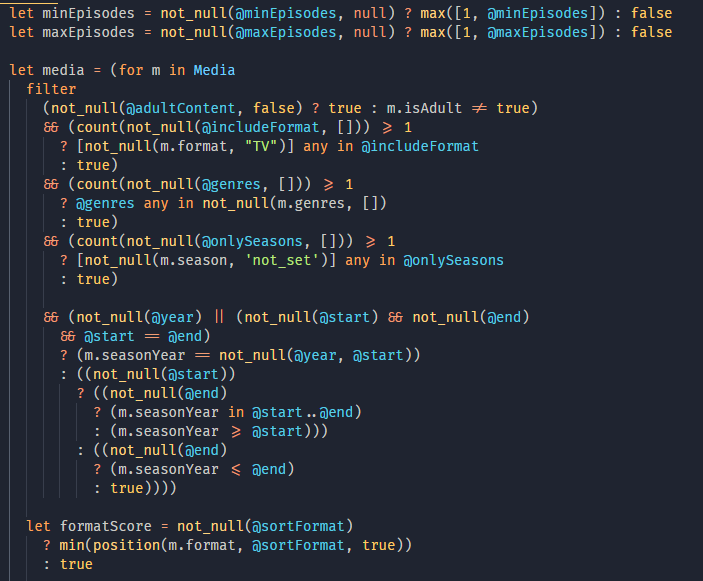 let minEpisodes = not_null(@minEpisodes, null) ? max([1, @minEpisodes]) : false
let maxEpisodes = not_null(@maxEpisodes, null) ? max([1, @maxEpisodes]) : false
let media = (for m in Media
filter
(not_null(@adultContent, false) ? true : m.isAdult != true)
&& (count(not_null(@includeFormat, [])) >= 1
? [not_null(m.format, "TV")] any in @includeFormat
: true)
&& (count(not_null(@genres, [])) >= 1
? @genres any in not_null(m.genres, [])
: true)
&& (count(not_null(@onlySeasons, [])) >= 1
? [not_null(m.season, 'not_set')] any in @onlySeasons
: true)
&& (not_null(@year) || (not_null(@start) && not_null(@end)
&& @start == @end)
? (m.seasonYear == not_null(@year, @start))
: ((not_null(@start))
? ((not_null(@end)
? (m.seasonYear in @start..@end)
: (m.seasonYear >= @start)))
: ((not_null(@end)
? (m.seasonYear <= @end)
: true))))
let formatScore = not_null(@sortFormat)
? min(position(m.format, @sortFormat, true))
: true